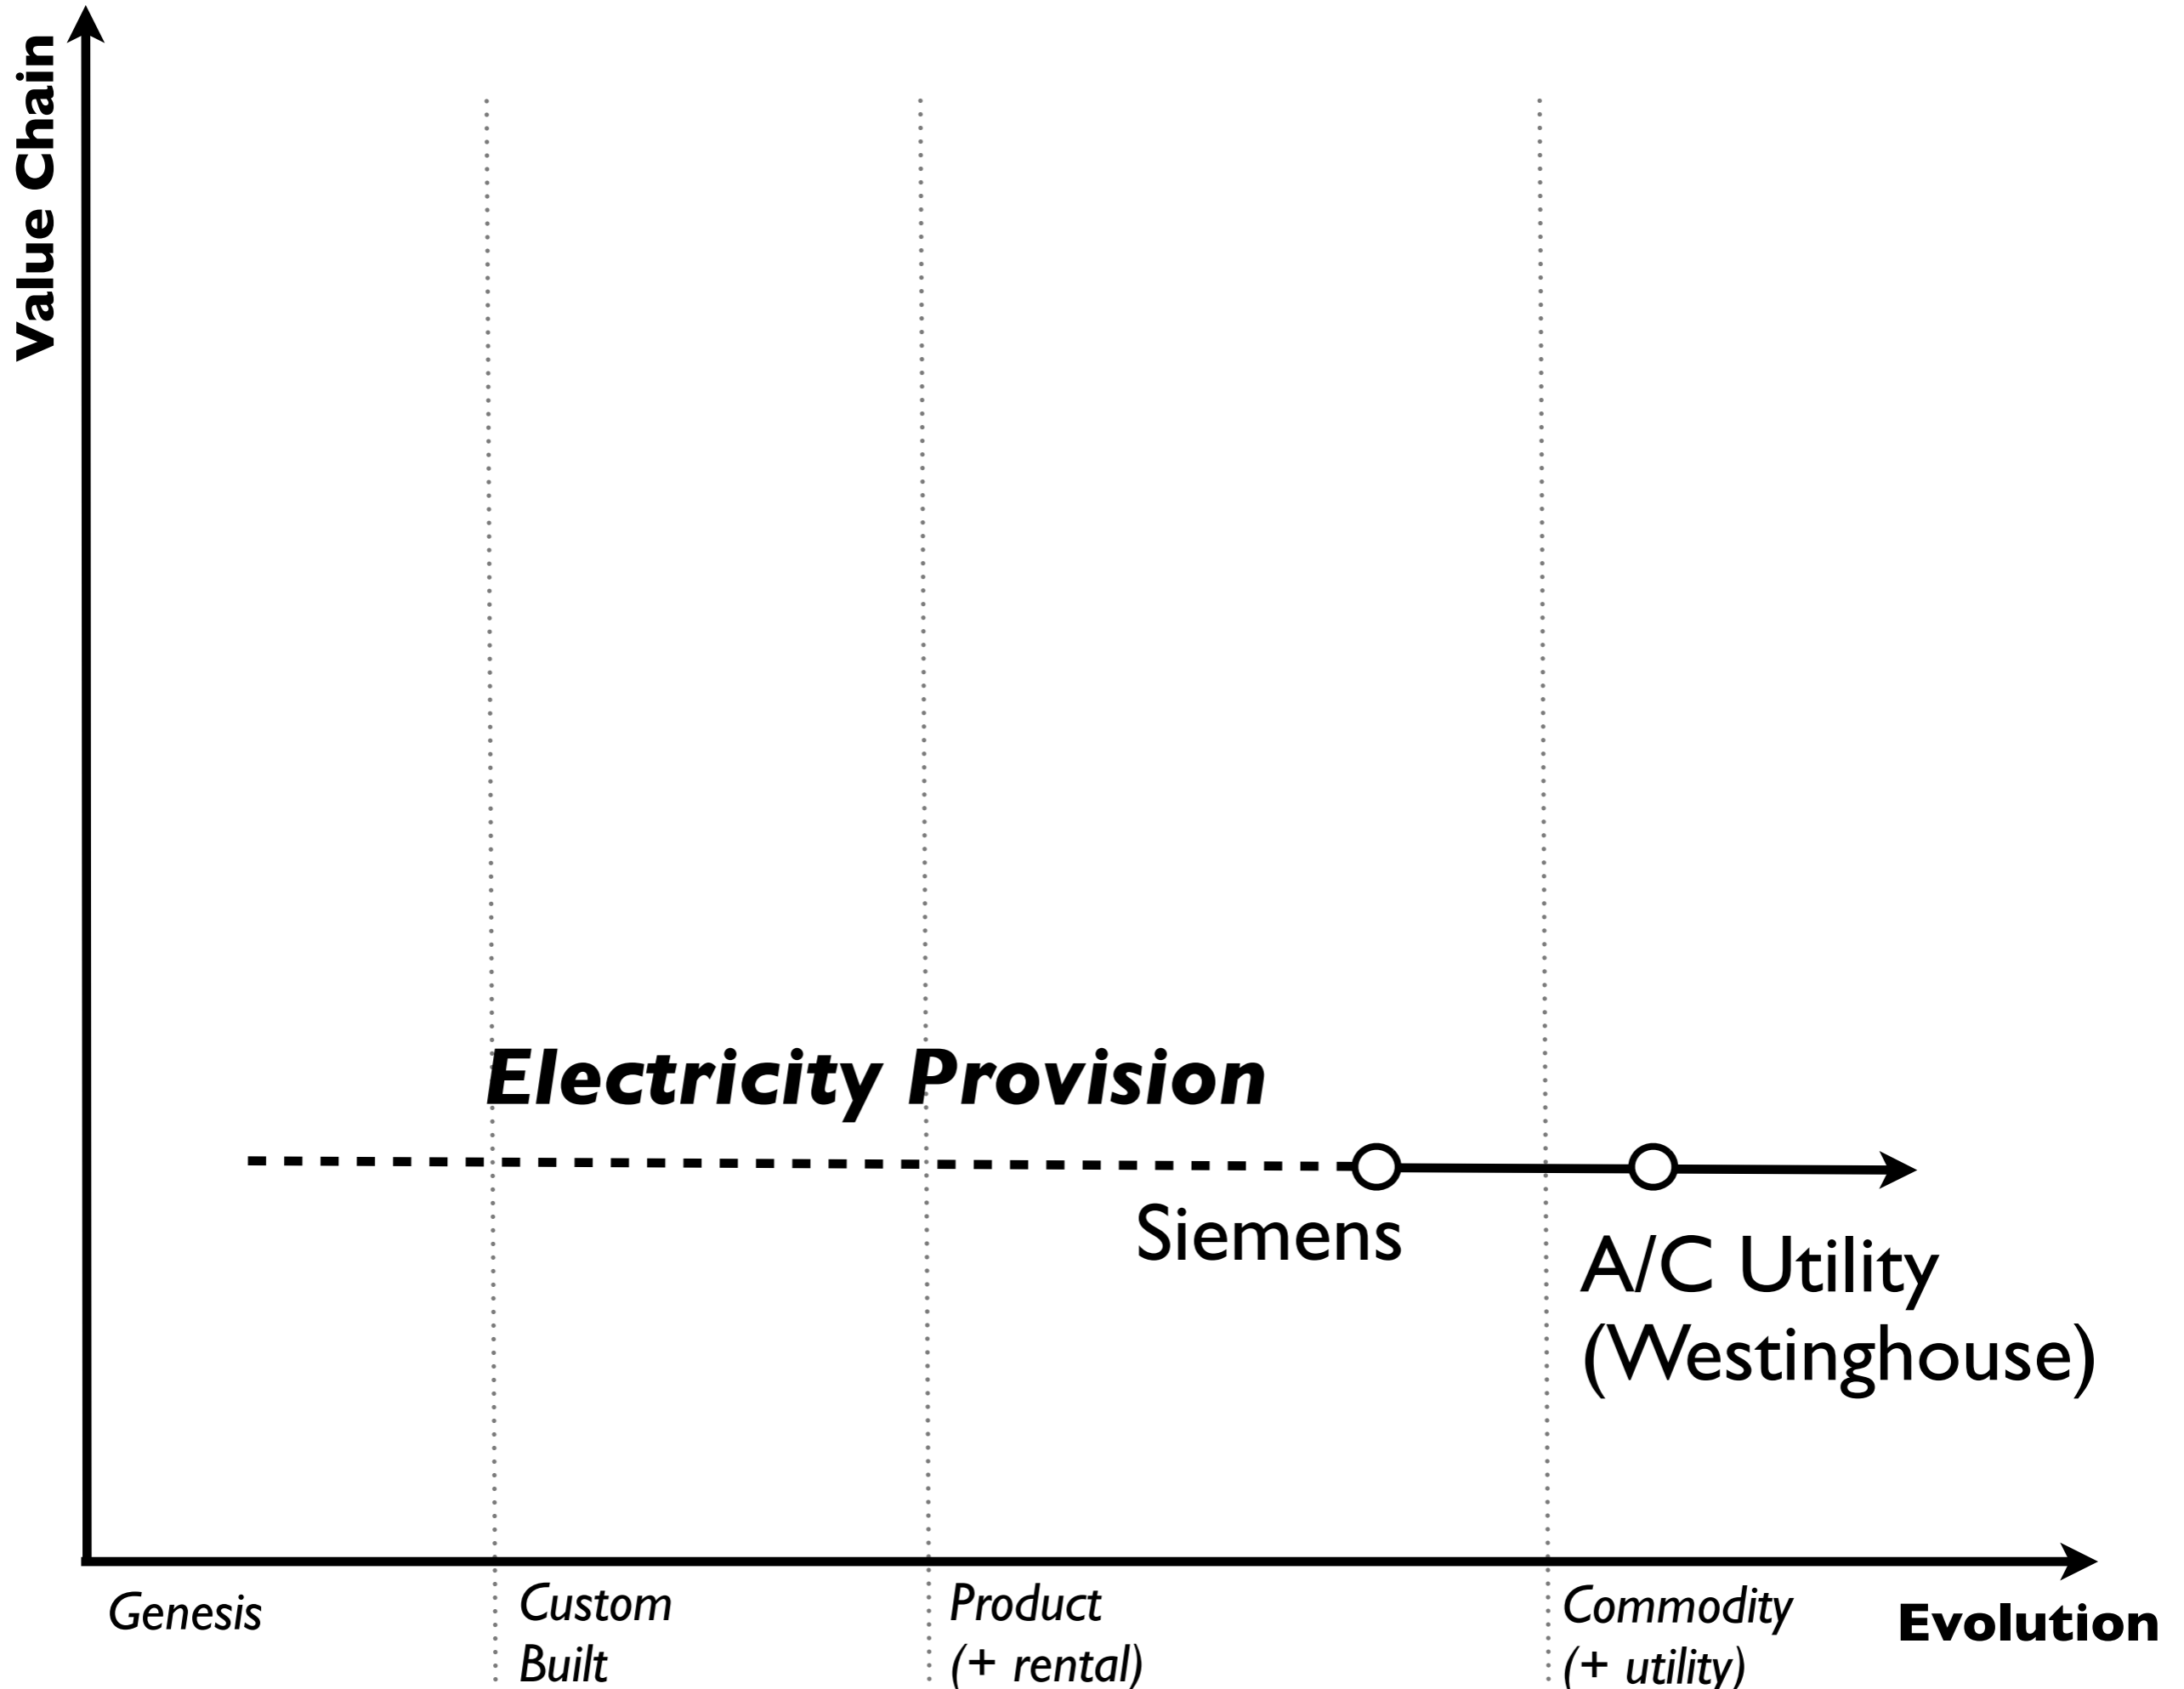 Value Chain
Electricity Provision
Siemens
A/C Utility
(Westinghouse)
Genesis
Custom
Built
Product
(+ rental)
Commodity
(+ utility)
Evolution